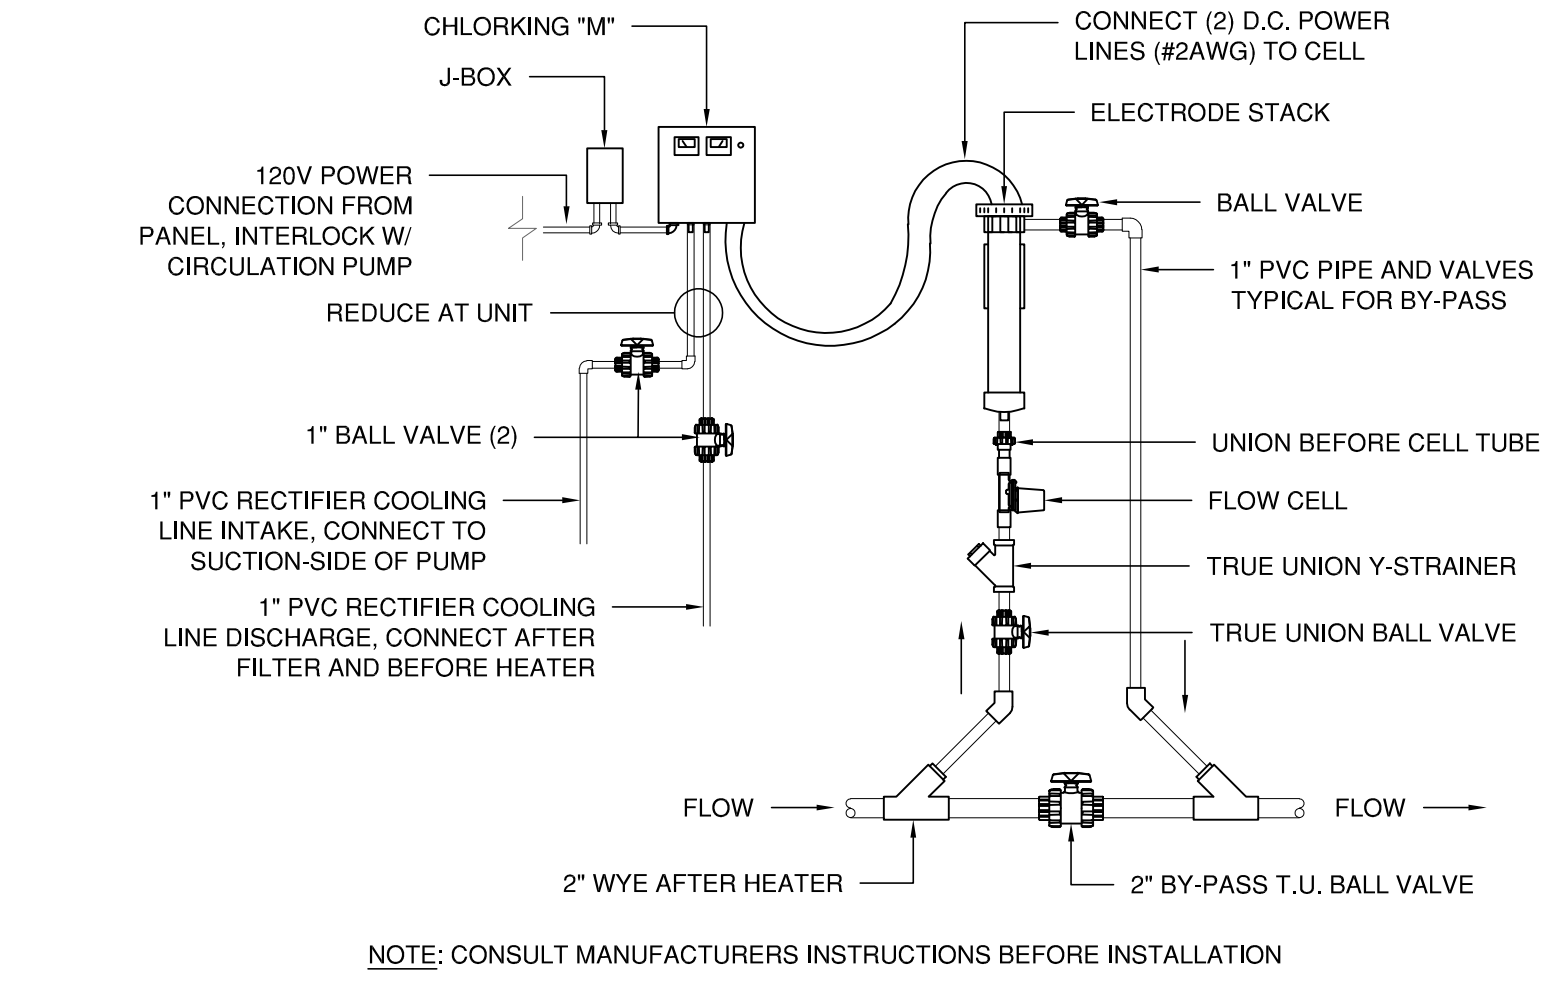 CHLORKING "M"
J-BOX
120V POWER
CONNECTION FROM
PANEL, INTERLOCK W/
CIRCULATION PUMP
REDUCE AT UNIT
1" BALL VALVE (2)
1" PVC RECTIFIER COOLING
LINE INTAKE, CONNECT TO
SUCTION-SIDE OF PUMP
1" PVC RECTIFIER COOLING
LINE DISCHARGE, CONNECT AFTER
FILTER AND BEFORE HEATER
CONNECT (2) D.C. POWER
LINES (#2AWG) TO CELL
ELECTRODE STACK
BALL VALVE
1" PVC PIPE AND VALVES
TYPICAL FOR BY-PASS
UNION BEFORE CELL TUBE
FLOW CELL
TRUE UNION Y-STRAINER
TRUE UNION BALL VALVE
FLOW
FLOW
2" WYE AFTER HEATER
2" BY-PASS T.U. BALL VALVE
NOTE: CONSULT MANUFACTURERS INSTRUCTIONS BEFORE INSTALLATION